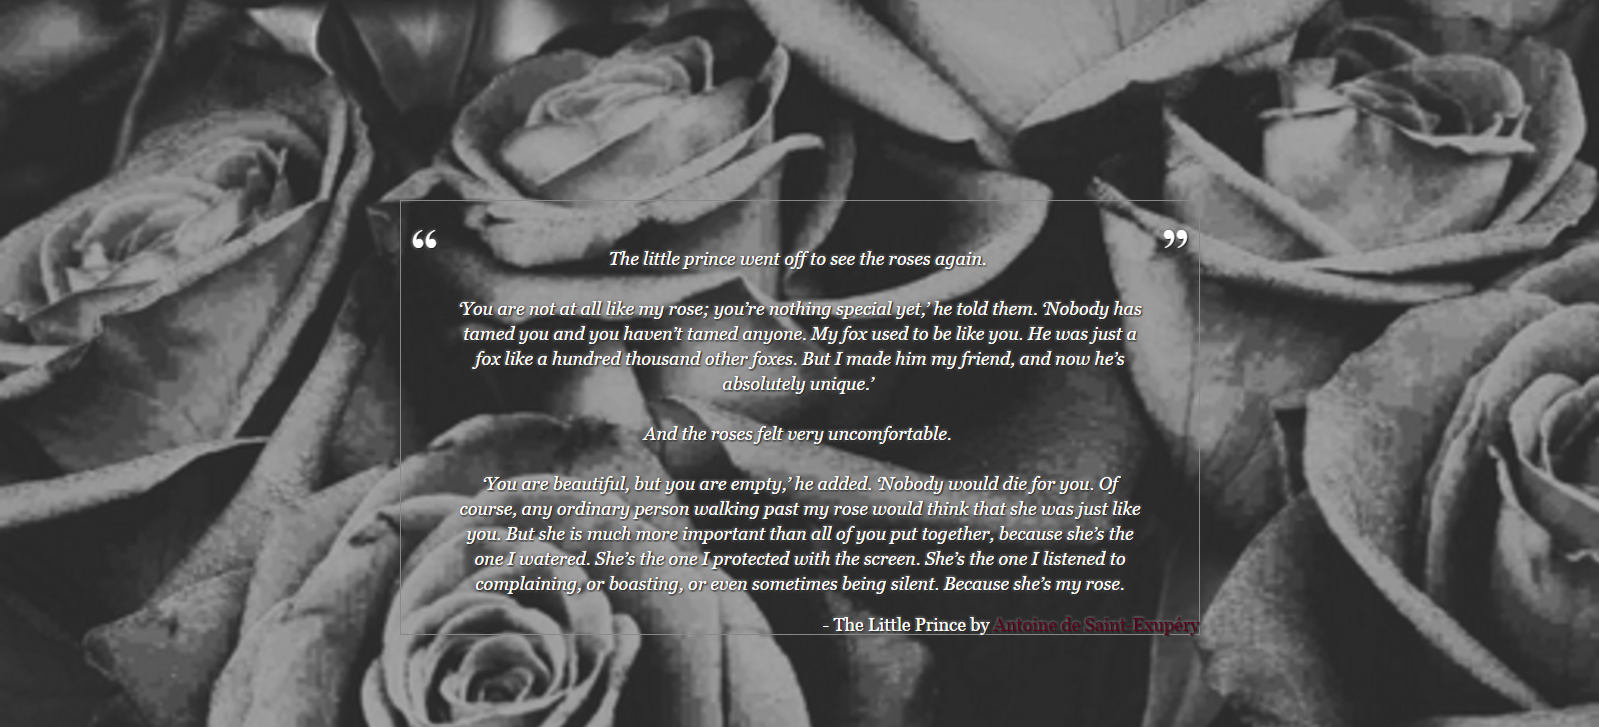 “ ”
The little prince went off to see the roses again.
‘You are not at all like my rose; you’re nothing special yet,’ he told them. ‘Nobody has
tamed you and you haven’t tamed anyone. My fox used to be like you. He was just a
fox like a hundred thousand other foxes. But I made him my friend, and now he’s
absolutely unique.’
And the roses felt very uncomfortable.
‘You are beautiful, but you are empty,’ he added. ‘Nobody would die for you. Of
course, any ordinary person walking past my rose would think that she was just like
you. But she is much more important than all of you put together, because she’s the
one I watered. She’s the one I protected with the screen. She’s the one I listened to
complaining, or boasting, or even sometimes being silent. Because she’s my rose.
- The Little Prince by Antoine de Saint-Exupéry